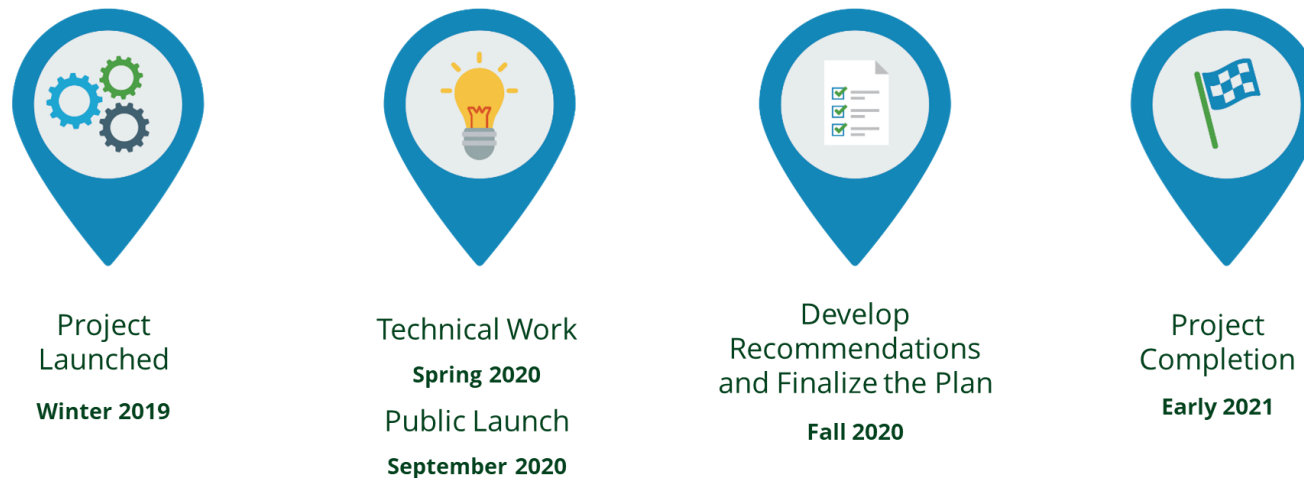 Project
Launched
Winter 2019
Technical Work
Spring 2020
Public Launch
September 2020
Develop
Recommendations
and Finalize the Plan
Fall 2020
Project
Completion
Early 2021